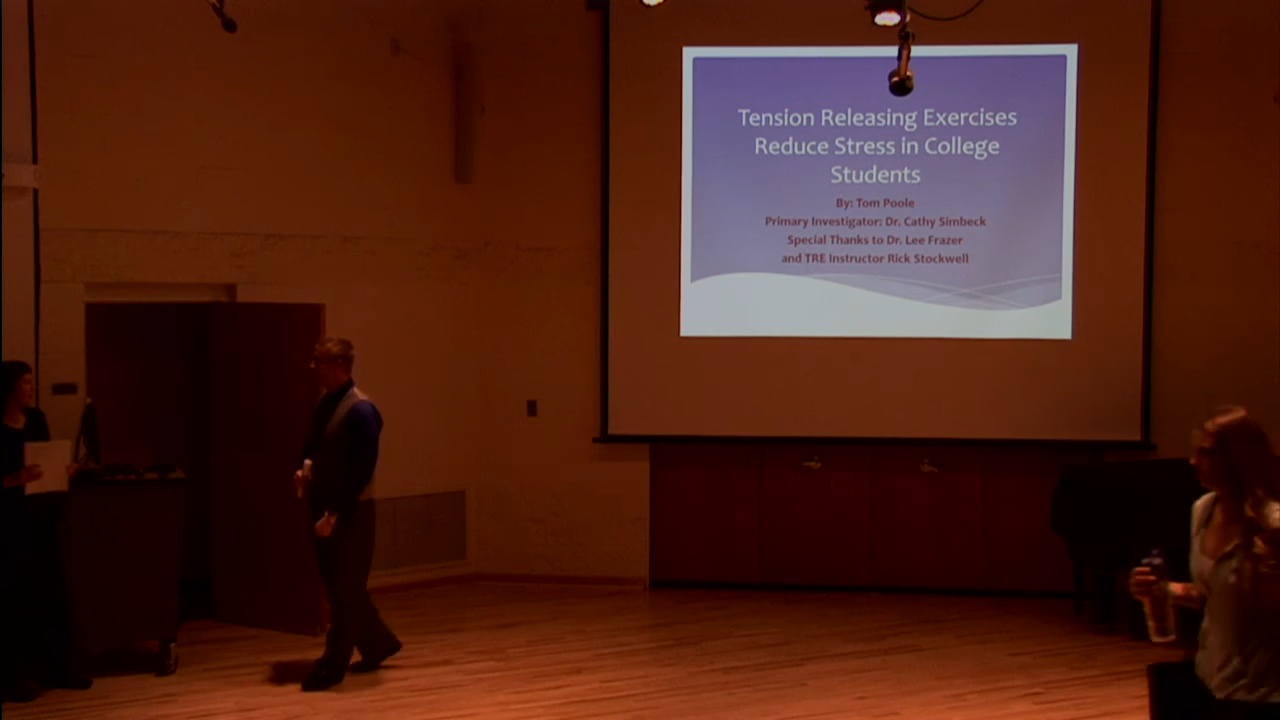 Tension Releasing Exercises
Reduce Stress in College
Students
By: Tom Poole
Primary Investigator: Dr. Cathy Simbeck
Special Thanks to Dr. Lee Frazer
and TRE Instructor Rick Stockwell